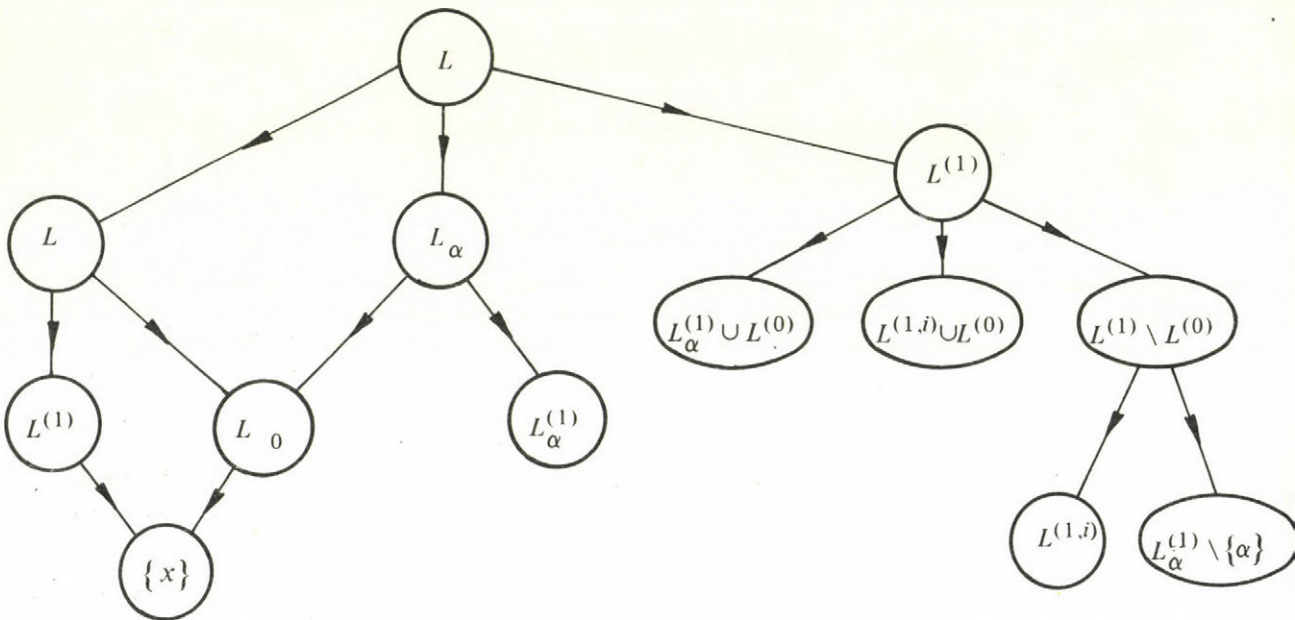 L
L^{(1)}
L
L_α
L_α^{(1)} ∪ L^{(0)}
L^{(1,i)} ∪ L^{(0)}
L^{(1)} \ L^{(0)}
L^{(1)}
L_0
L_α^{(1)}
L^{(1,i)}
L_α^{(1)} \ {α}
{x}